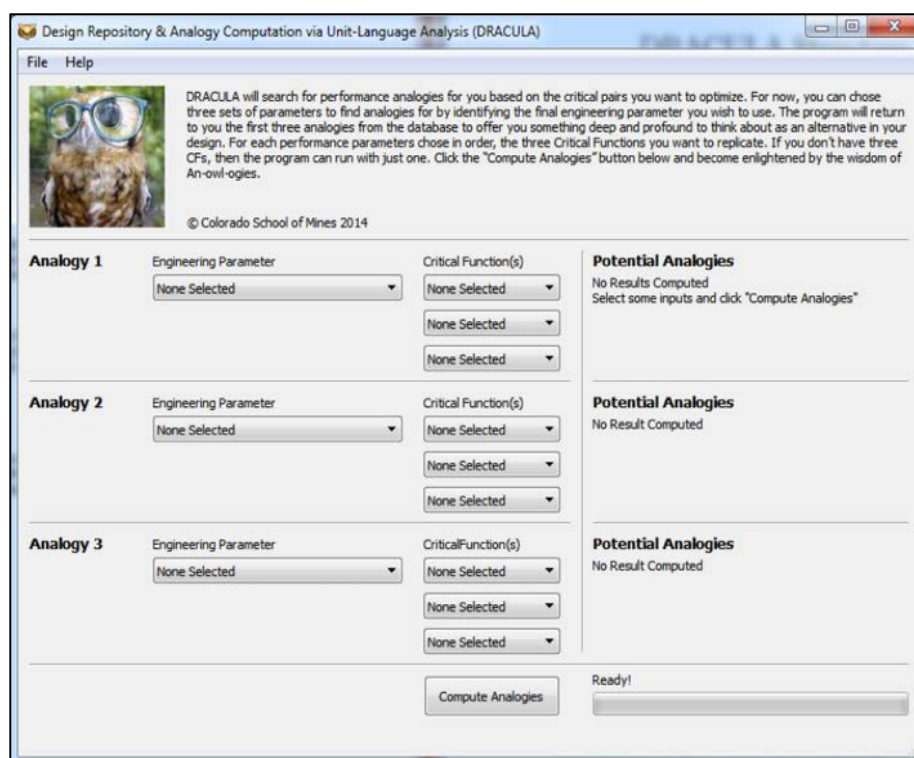 Design Repository & Analogy Computation via Unit-Language Analysis (DRACULA)
File Help
DRACULA will search for performance analogies for you based on the critical pairs you want to optimize. For now, you can chose
three sets of parameters to find analogies for by identifying the final engineering parameter you wish to use. The program will return
to you the first three analogies from the database to offer you something deep and profound to think about as an alternative in your
design. For each performance parameters chose in order, the three Critical Functions you want to replicate. If you don't have three
CFs, then the program can run with just one. Click the "Compute Analogies" button below and become enlightened by the wisdom of
An-owl-ogies.
© Colorado School of Mines 2014
Analogy 1 Engineering Parameter Critical Function(s) Potential Analogies
None Selected None Selected No Results Computed
Select some inputs and click "Compute Analogies"
None Selected
None Selected
Analogy 2 Engineering Parameter Critical Function(s) Potential Analogies
None Selected None Selected No Result Computed
None Selected
None Selected
Analogy 3 Engineering Parameter CriticalFunction(s) Potential Analogies
None Selected None Selected No Result Computed
None Selected
None Selected
Ready!
Compute Analogies